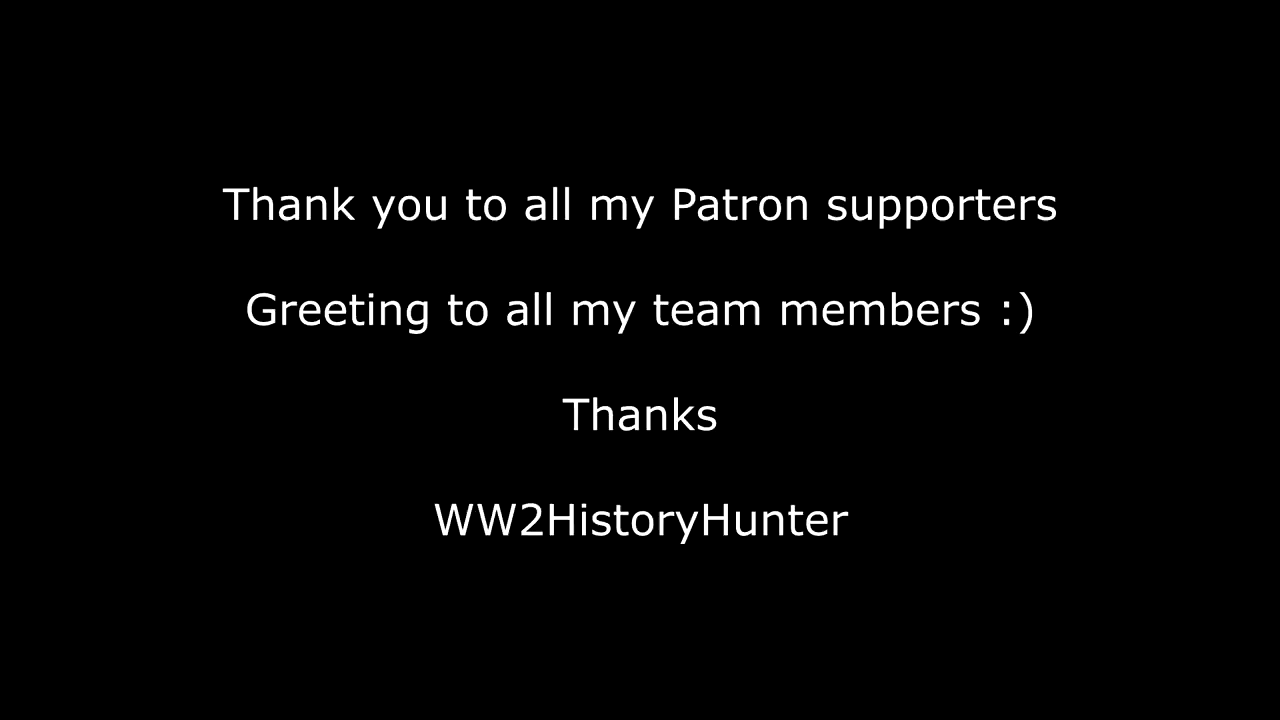 Thank you to all my Patron supporters
Greeting to all my team members :)
Thanks
WW2HistoryHunter